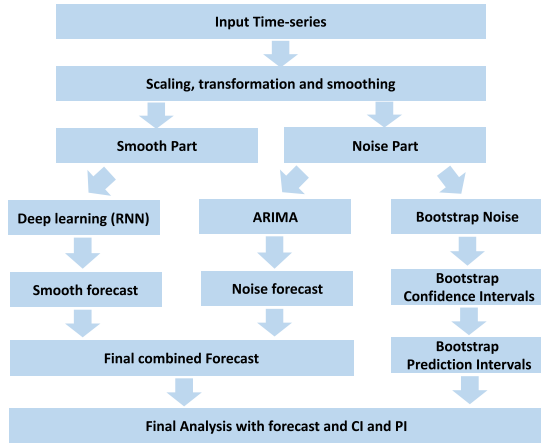 Input Time-series
Scaling, transformation and smoothing
Smooth Part
Noise Part
Deep learning (RNN)
ARIMA
Bootstrap Noise
Smooth forecast
Noise forecast
Bootstrap
Confidence Intervals
Final combined Forecast
Bootstrap
Prediction Intervals
Final Analysis with forecast and CI and PI